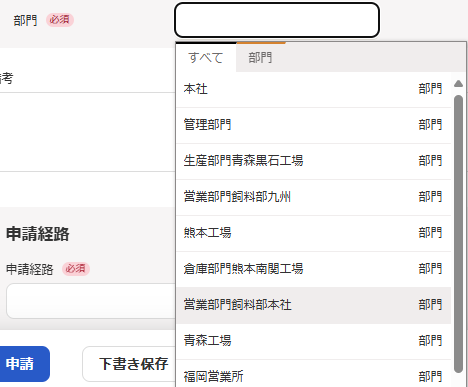 部門 必須
すべて 部門
考
本社 部門
管理部門 部門
生産部門青森黒石工場 部門
営業部門飼料部九州 部門
熊本工場 部門
倉庫部門熊本南関工場 部門
営業部門飼料部本社 部門
青森工場 部門
福岡営業所 部門
申請経路
申請経路 必須
申請 下書き保存